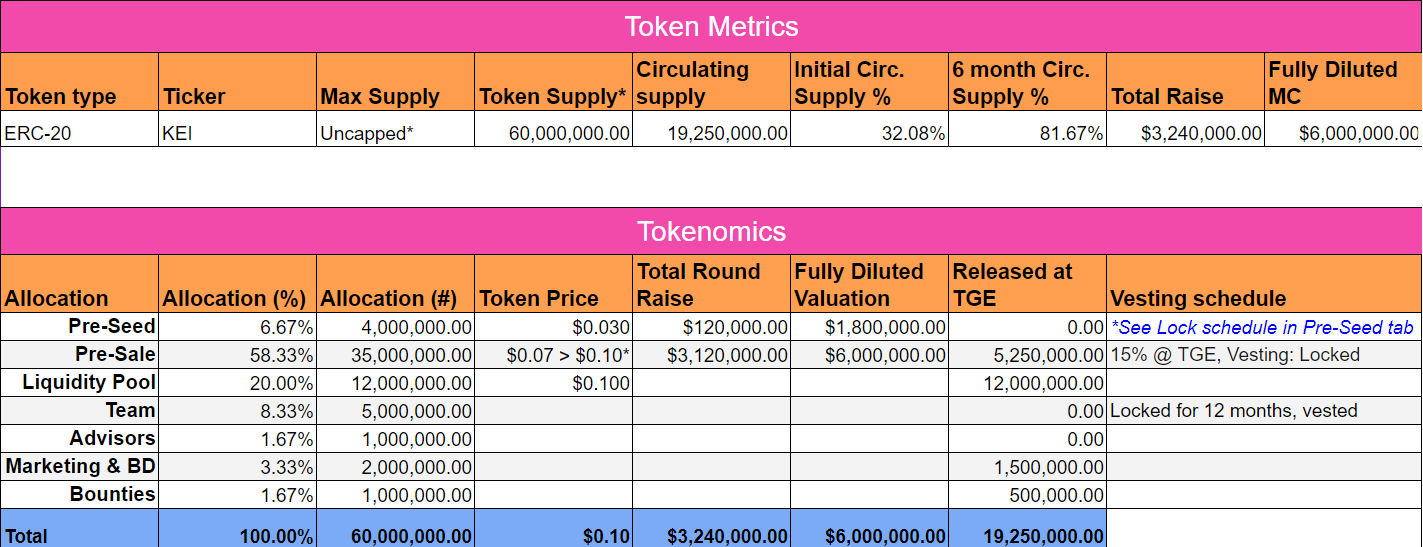 Token Metrics
Token type Ticker Max Supply Token Supply* Circulating supply Initial Circ. Supply % 6 month Circ. Supply % Total Raise Fully Diluted MC
ERC-20 KEI Uncapped* 60,000,000.00 19,250,000.00 32.08% 81.67% $3,240,000.00 $6,000,000.00
Tokenomics
Allocation Allocation (%) Allocation (#) Token Price Total Round Raise Fully Diluted Valuation Released at TGE Vesting schedule
Pre-Seed 6.67% 4,000,000.00 $0.030 $120,000.00 $1,800,000.00 0.00 *See Lock schedule in Pre-Seed tab
Pre-Sale 58.33% 35,000,000.00 $0.07 > $0.10* $3,120,000.00 $6,000,000.00 5,250,000.00 15% @ TGE, Vesting: Locked
Liquidity Pool 20.00% 12,000,000.00 $0.100 12,000,000.00
Team 8.33% 5,000,000.00 0.00 Locked for 12 months, vested
Advisors 1.67% 1,000,000.00 0.00
Marketing & BD 3.33% 2,000,000.00 1,500,000.00
Bounties 1.67% 1,000,000.00 500,000.00
Total 100.00% 60,000,000.00 $0.10 $3,240,000.00 $6,000,000.00 19,250,000.00